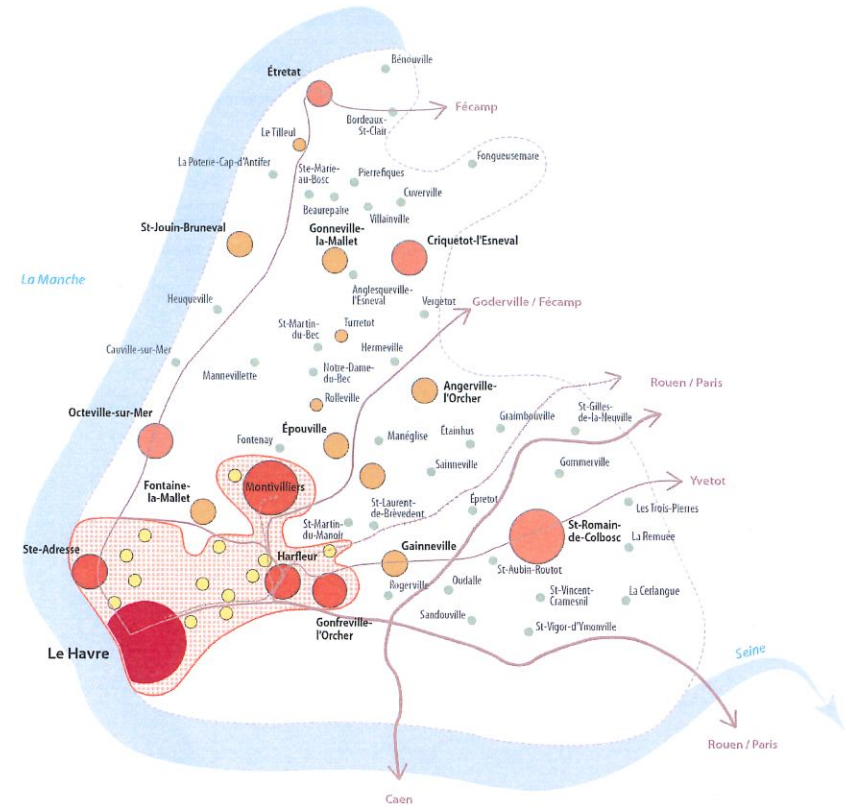 Bénouville
Étretat
Fécamp
Bordeaux-
St-Clair
Le Tilleul
Fongueusemare
La Poterie-Cap-d'Antifer
Ste-Marie-
au-Bosc
Pierrefiques
Cuverville
Beaurepaire
Villainville
St-Jouin-Bruneval
Gonneville-
la-Mallet
Criquetot-l'Esneval
La Manche
Anglesqueville-
l'Esneval
Heuqueville
Vergetot
Goderville / Fécamp
St-Martin-
du-Bec
Turretot
Cauville-sur-Mer
Hermeville
Mannevillette
Notre-Dame-
du-Bec
Rouen / Paris
Angerville-
l'Orcher
Rolleville
Octeville-sur-Mer
Graimbouville
St-Gilles-
de-la-Neuville
Épouville
Fontenay
Manéglise
Étainhus
Sainneville
Gommerville
Fontaine-
la-Mallet
Montivilliers
Yvetot
St-Laurent-
de-Brèvedent
Épretot
Les Trois-Pierres
St-Martin-
du-Manoir
St-Romain-
de-Colbosc
La Remuée
Ste-Adresse
Harfleur
Gainneville
St-Aubin-Routot
Rogerville
Oudalle
St-Vincent-
Cramesnil
La Cerlangue
Gonfreville-
l'Orcher
Sandouville
St-Vigor-d'Ymonville
Le Havre
Seine
Rouen / Paris
Caen